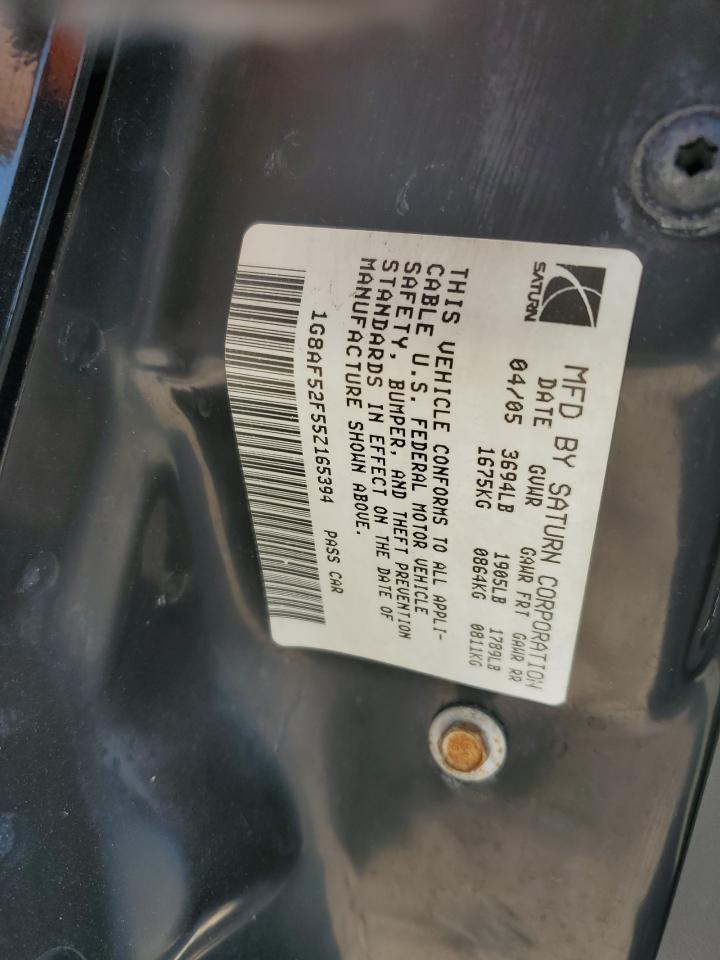 SATURN
MFD BY SATURN CORPORATION
DATE GVWR GAWR FRT GAWR RR
04/05 3694LB 1905LB 1789LB
1675KG 0864KG 0811KG
THIS VEHICLE CONFORMS TO ALL APPLI-
CABLE U.S. FEDERAL MOTOR VEHICLE
SAFETY, BUMPER, AND THEFT PREVENTION
STANDARDS IN EFFECT ON THE DATE OF
MANUFACTURE SHOWN ABOVE.
1G8AF52F55Z165394 PASS CAR